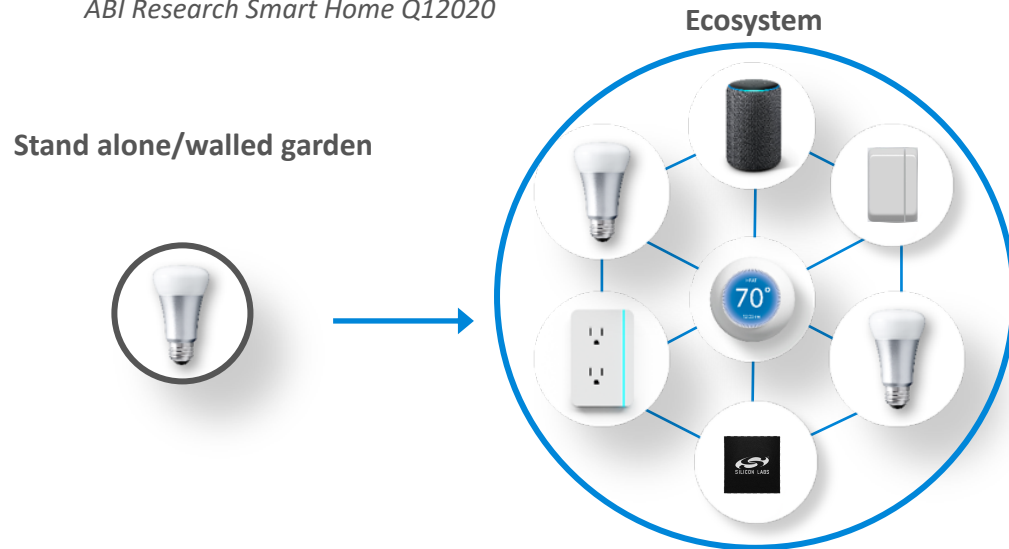 ABI Research Smart Home Q12020
Ecosystem
Stand alone/walled garden
70°
SILICON LABS